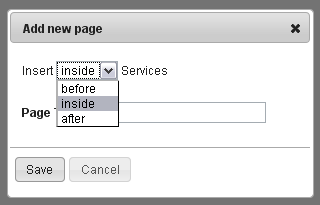 Add new page
Insert inside Services
before
inside
after
Page
Save Cancel